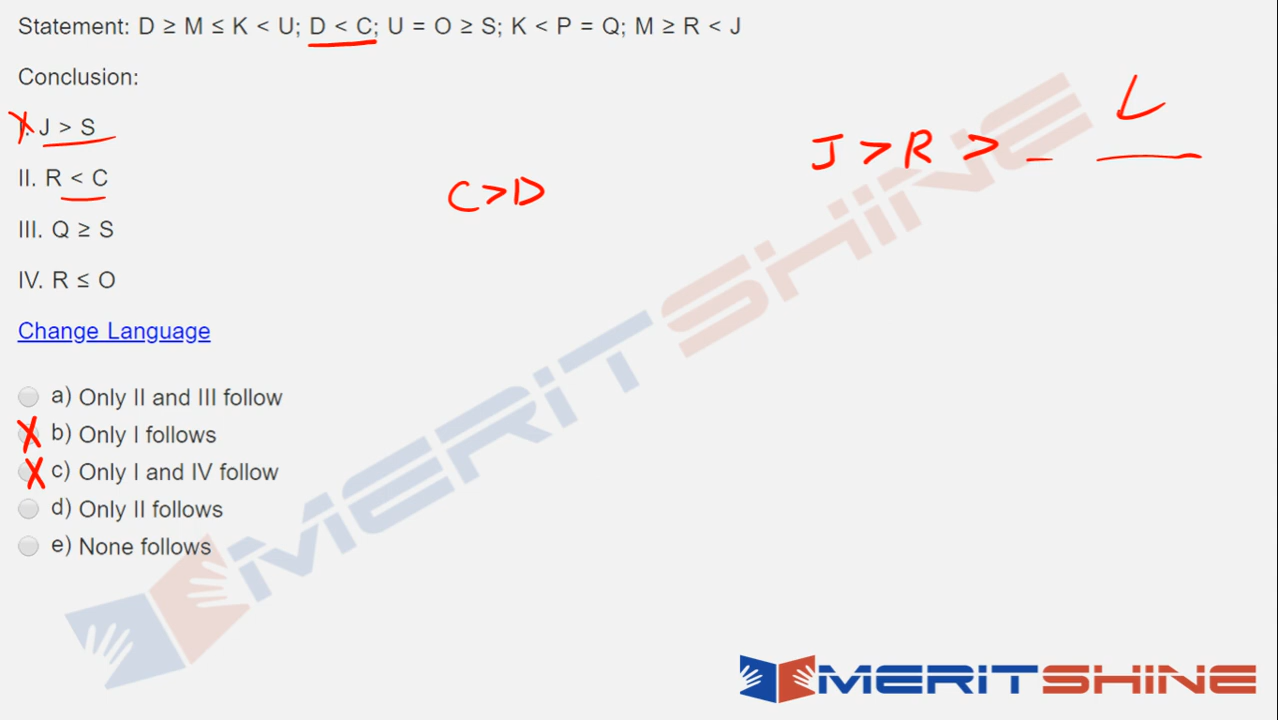 Statement: D ≥ M ≤ K < U; D < C; U = O ≥ S; K < P = Q; M ≥ R < J
Conclusion:
I. J > S
J > R >
II. R < C
C > D
III. Q ≥ S
IV. R ≤ O
Change Language
a) Only II and III follow
b) Only I follows
c) Only I and IV follow
d) Only II follows
e) None follows
MERiTSHiNE
MERITSHINE